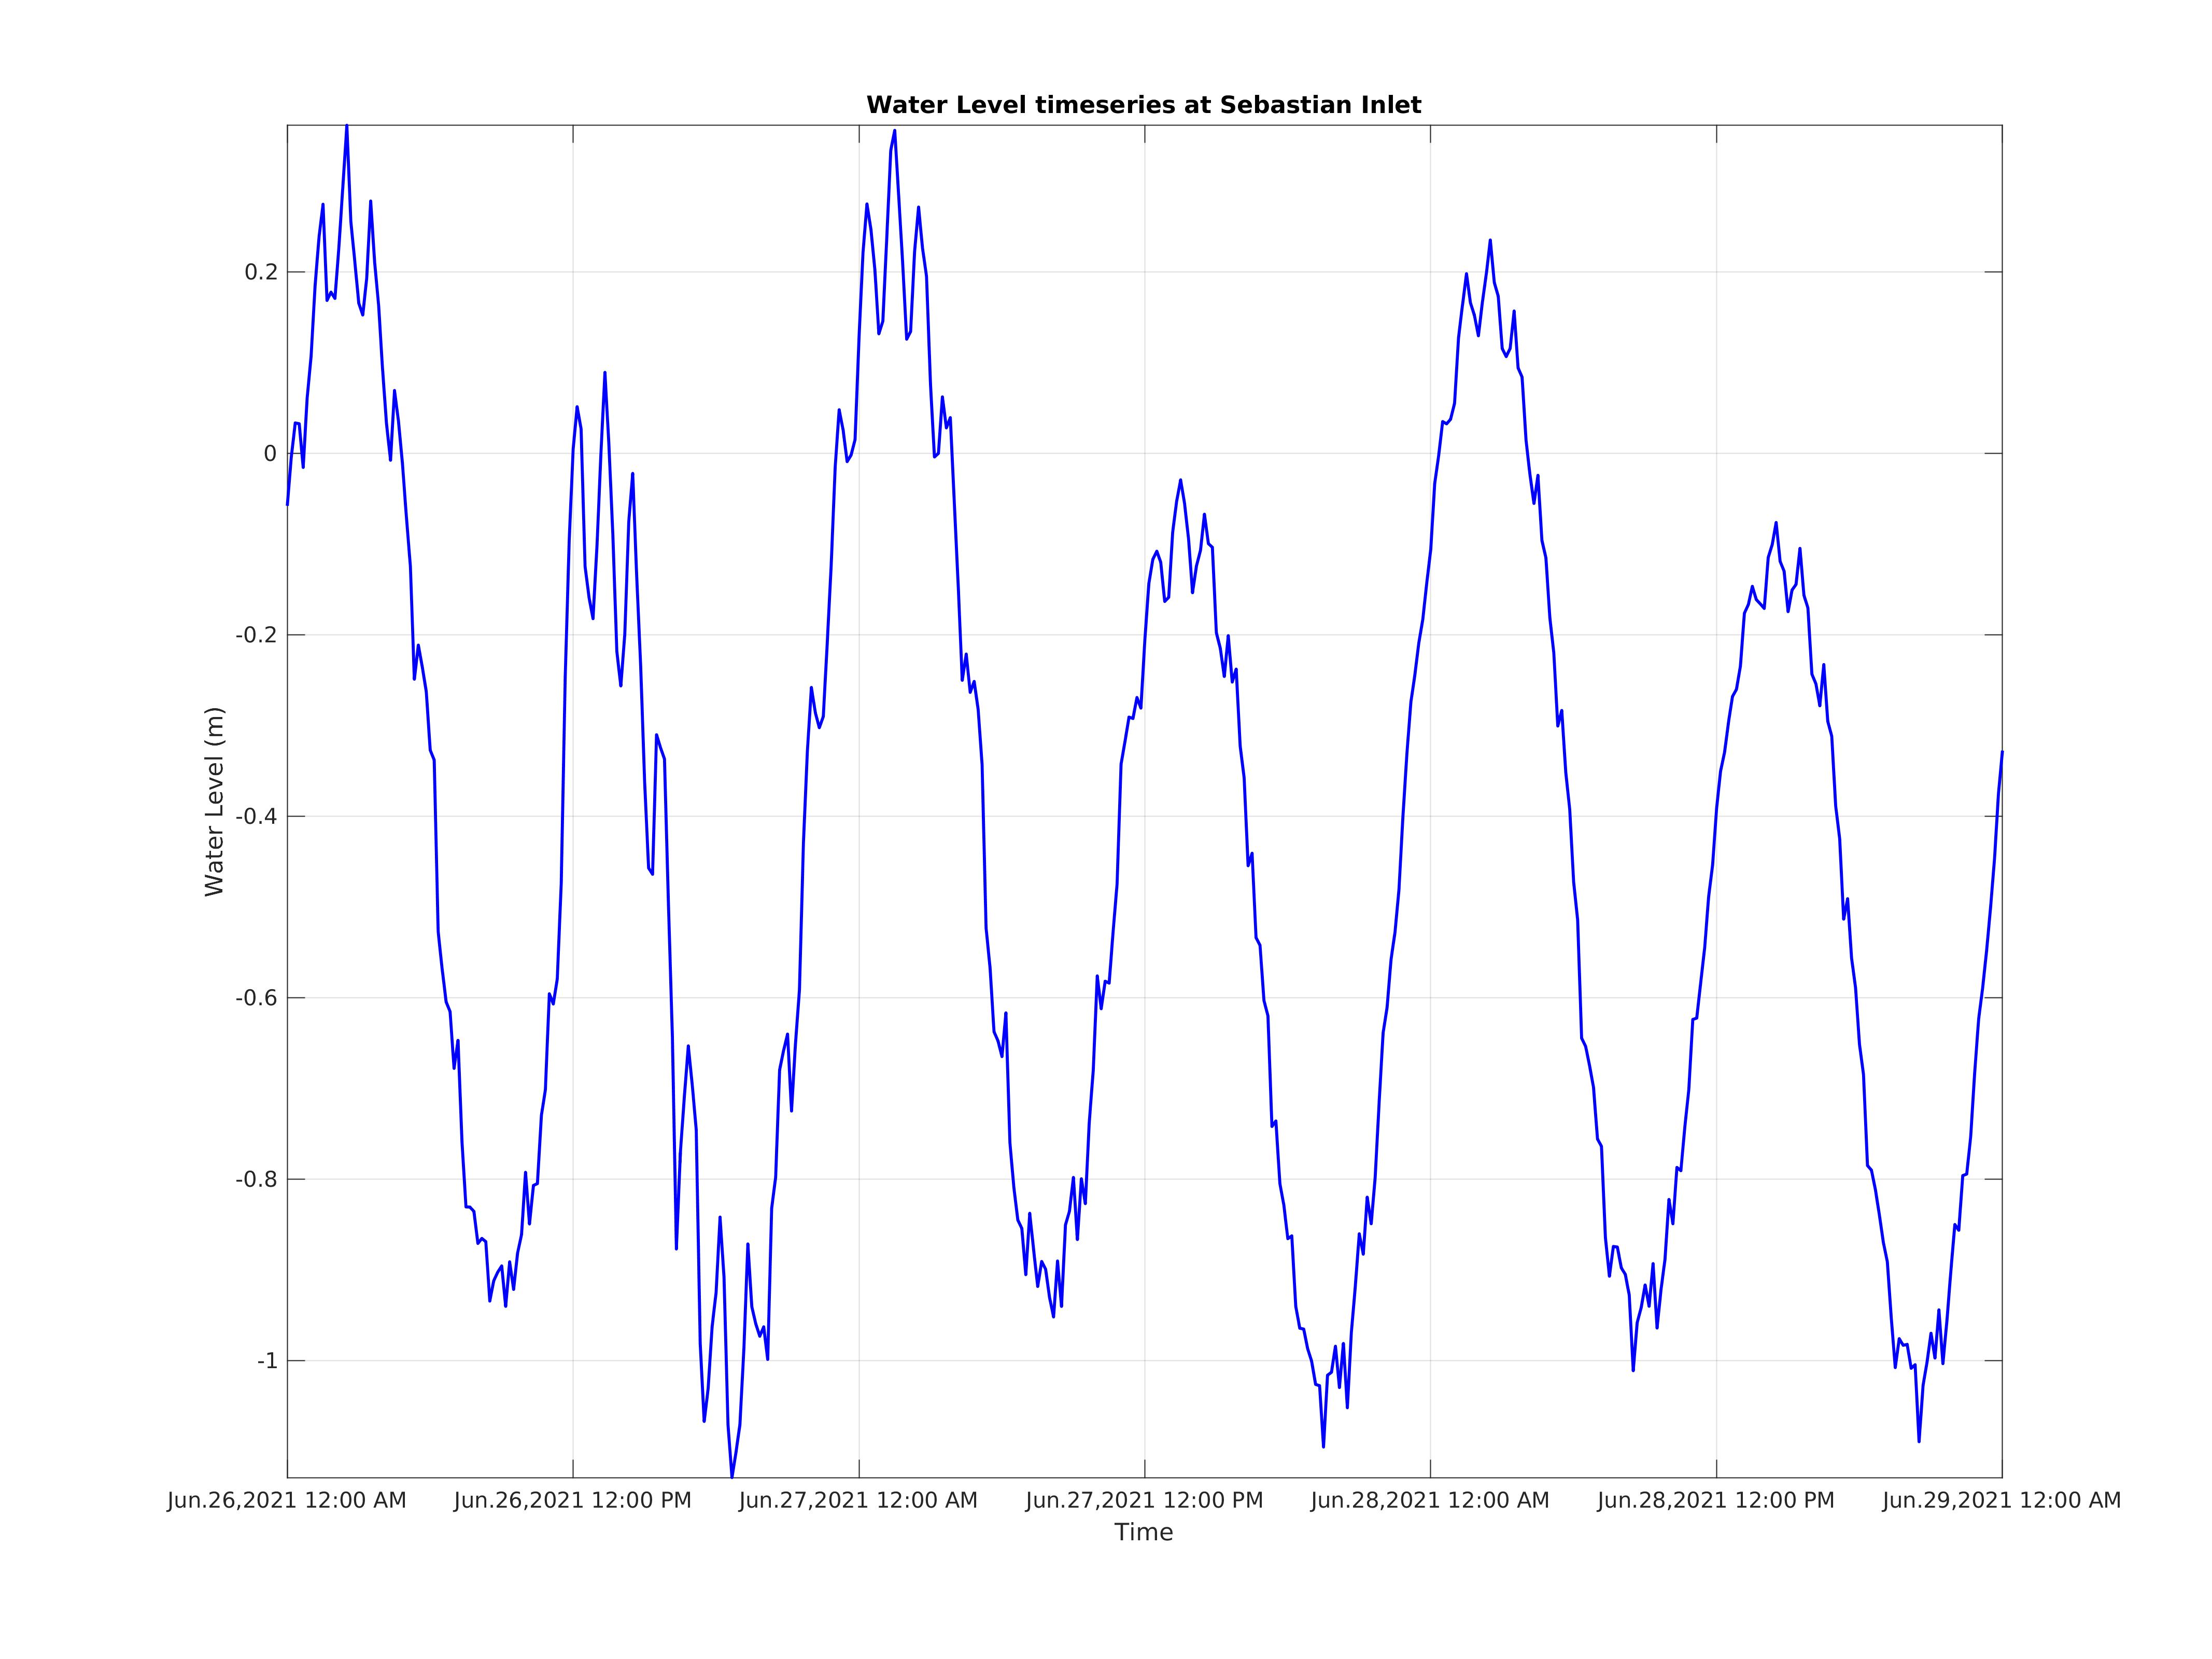 Water Level timeseries at Sebastian Inlet
0.2
0
-0.2
-0.4
-0.6
-0.8
-1
Water Level (m)
Jun.26,2021 12:00 AM
Jun.26,2021 12:00 PM
Jun.27,2021 12:00 AM
Jun.27,2021 12:00 PM
Jun.28,2021 12:00 AM
Jun.28,2021 12:00 PM
Jun.29,2021 12:00 AM
Time